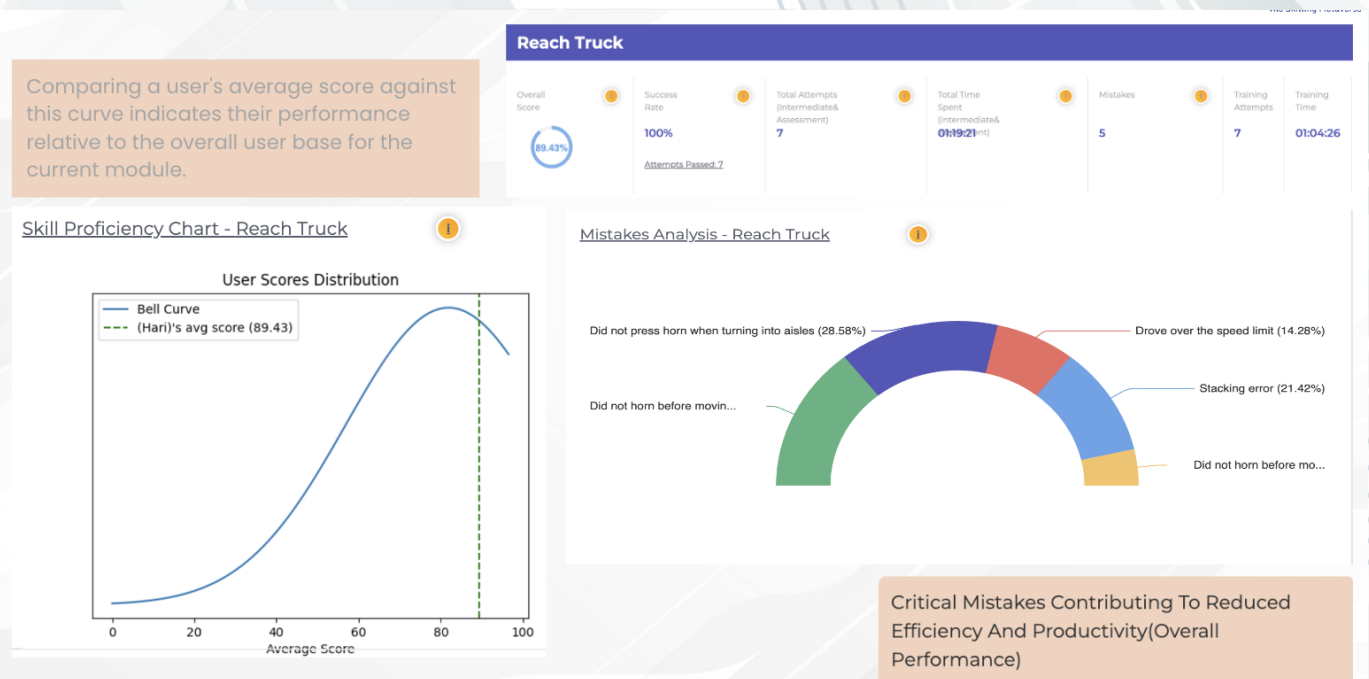 The Skilling Metaverse
Reach Truck
Comparing a user's average score against
this curve indicates their performance
relative to the overall user base for the
current module.
Overall
Score
89.43%
Success
Rate
100%
Attempts Passed: 7
Total Attempts
(Intermediate&
Assessment)
7
Total Time
Spent
(Intermediate&
01:19:21
Mistakes
5
Training
Attempts
7
Training
Time
01:04:26
Skill Proficiency Chart - Reach Truck
i
User Scores Distribution
Bell Curve
(Hari)'s avg score (89.43)
0 20 40 60 80 100
Average Score
Mistakes Analysis - Reach Truck
i
Did not press horn when turning into aisles (28.58%)
Drove over the speed limit (14.28%)
Stacking error (21.42%)
Did not horn before movin...
Did not horn before mo...
Critical Mistakes Contributing To Reduced
Efficiency And Productivity(Overall
Performance)